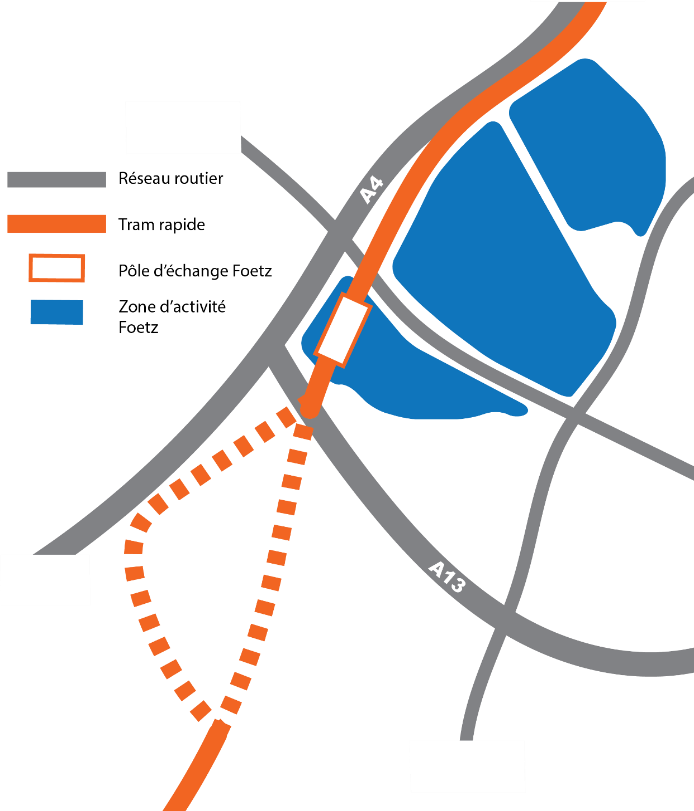 A4
Réseau routier
Tram rapide
Pôle d'échange Foetz
Zone d'activité
Foetz
A13